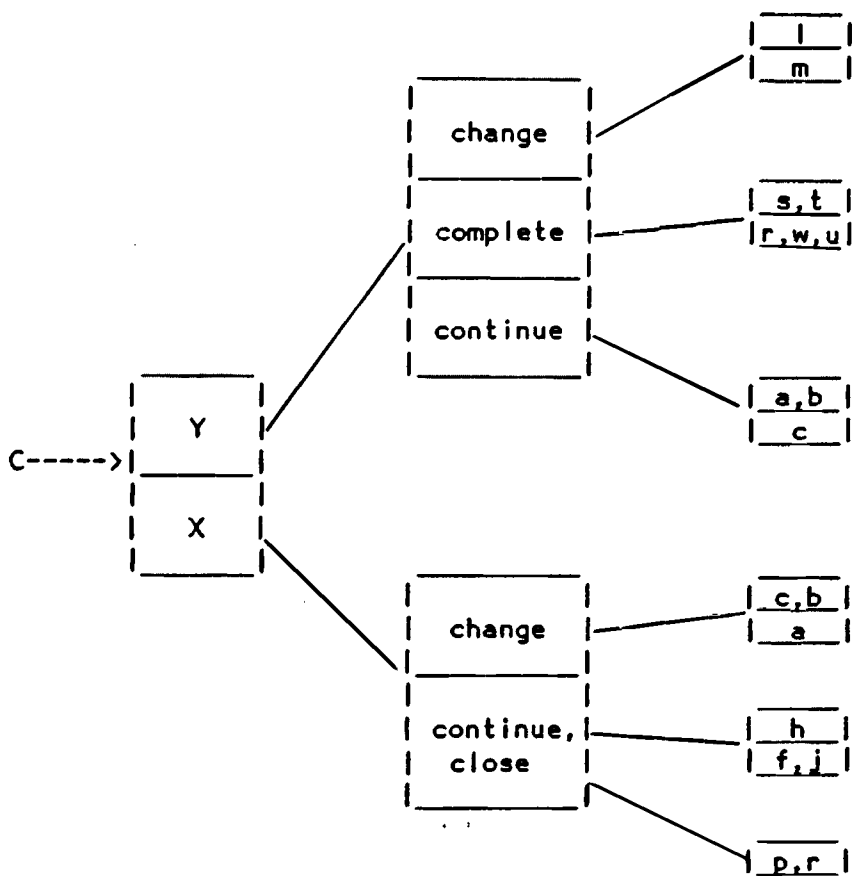 l
m
change
s,t
complete
r,w,u
continue
a,b
Y
c
C----->
X
c,b
change
a
continue,
h
close
f,j
p,r